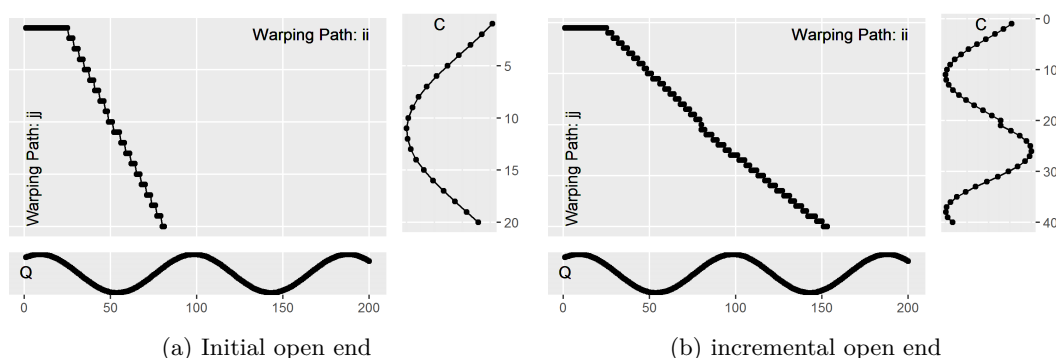 Warping Path: ii
Warping Path: jj
C
5
10
15
20
Q
0
50
100
150
200
(a) Initial open end
Warping Path: ii
Warping Path: jj
C
0
10
20
30
40
Q
0
50
100
150
200
(b) incremental open end